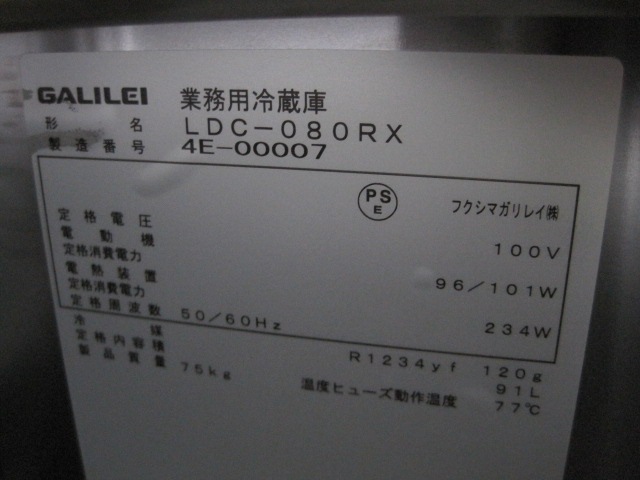 GALILEI 業務用冷蔵庫
形名 LDC-080RX
製造番号 4E-00007
PS E フクシマガリレイ㈱
定格電圧 100V
電動機
定格消費電力 96/101W
電熱装置
定格消費電力 234W
定格周波数 50/60Hz
冷媒 R1234yf 120g
定格内容積 91L
製品質量 75kg 温度ヒューズ動作温度 77℃